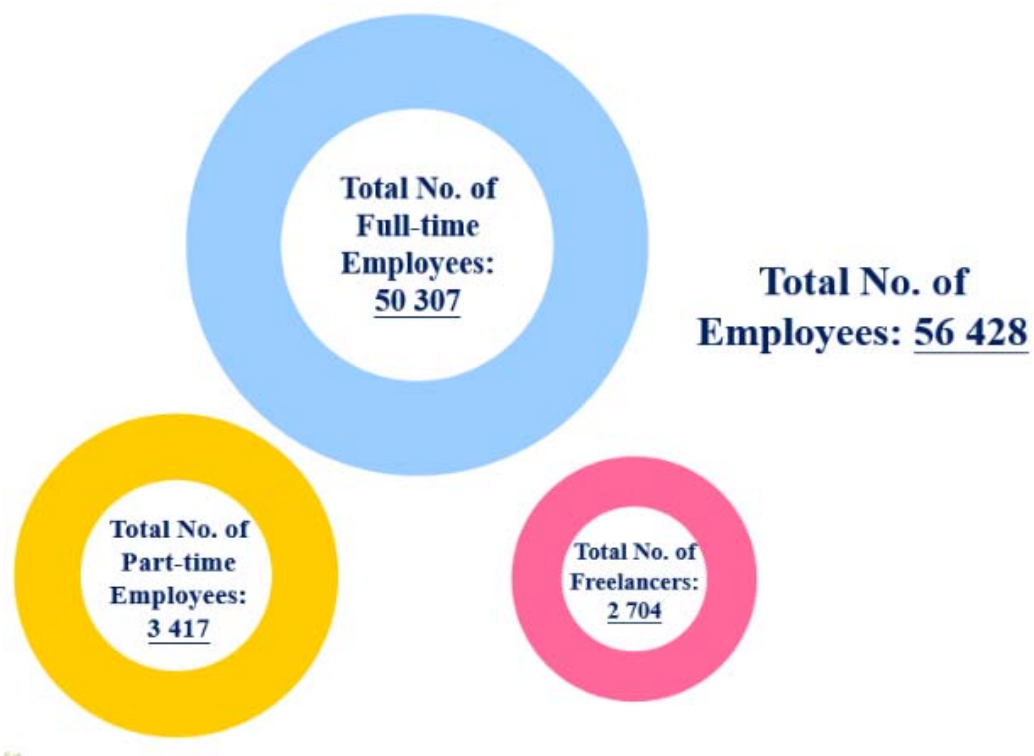 Total No. of
Full-time
Employees:
50 307
Total No. of
Employees: 56 428
Total No. of
Part-time
Employees:
3 417
Total No. of
Freelancers:
2 704